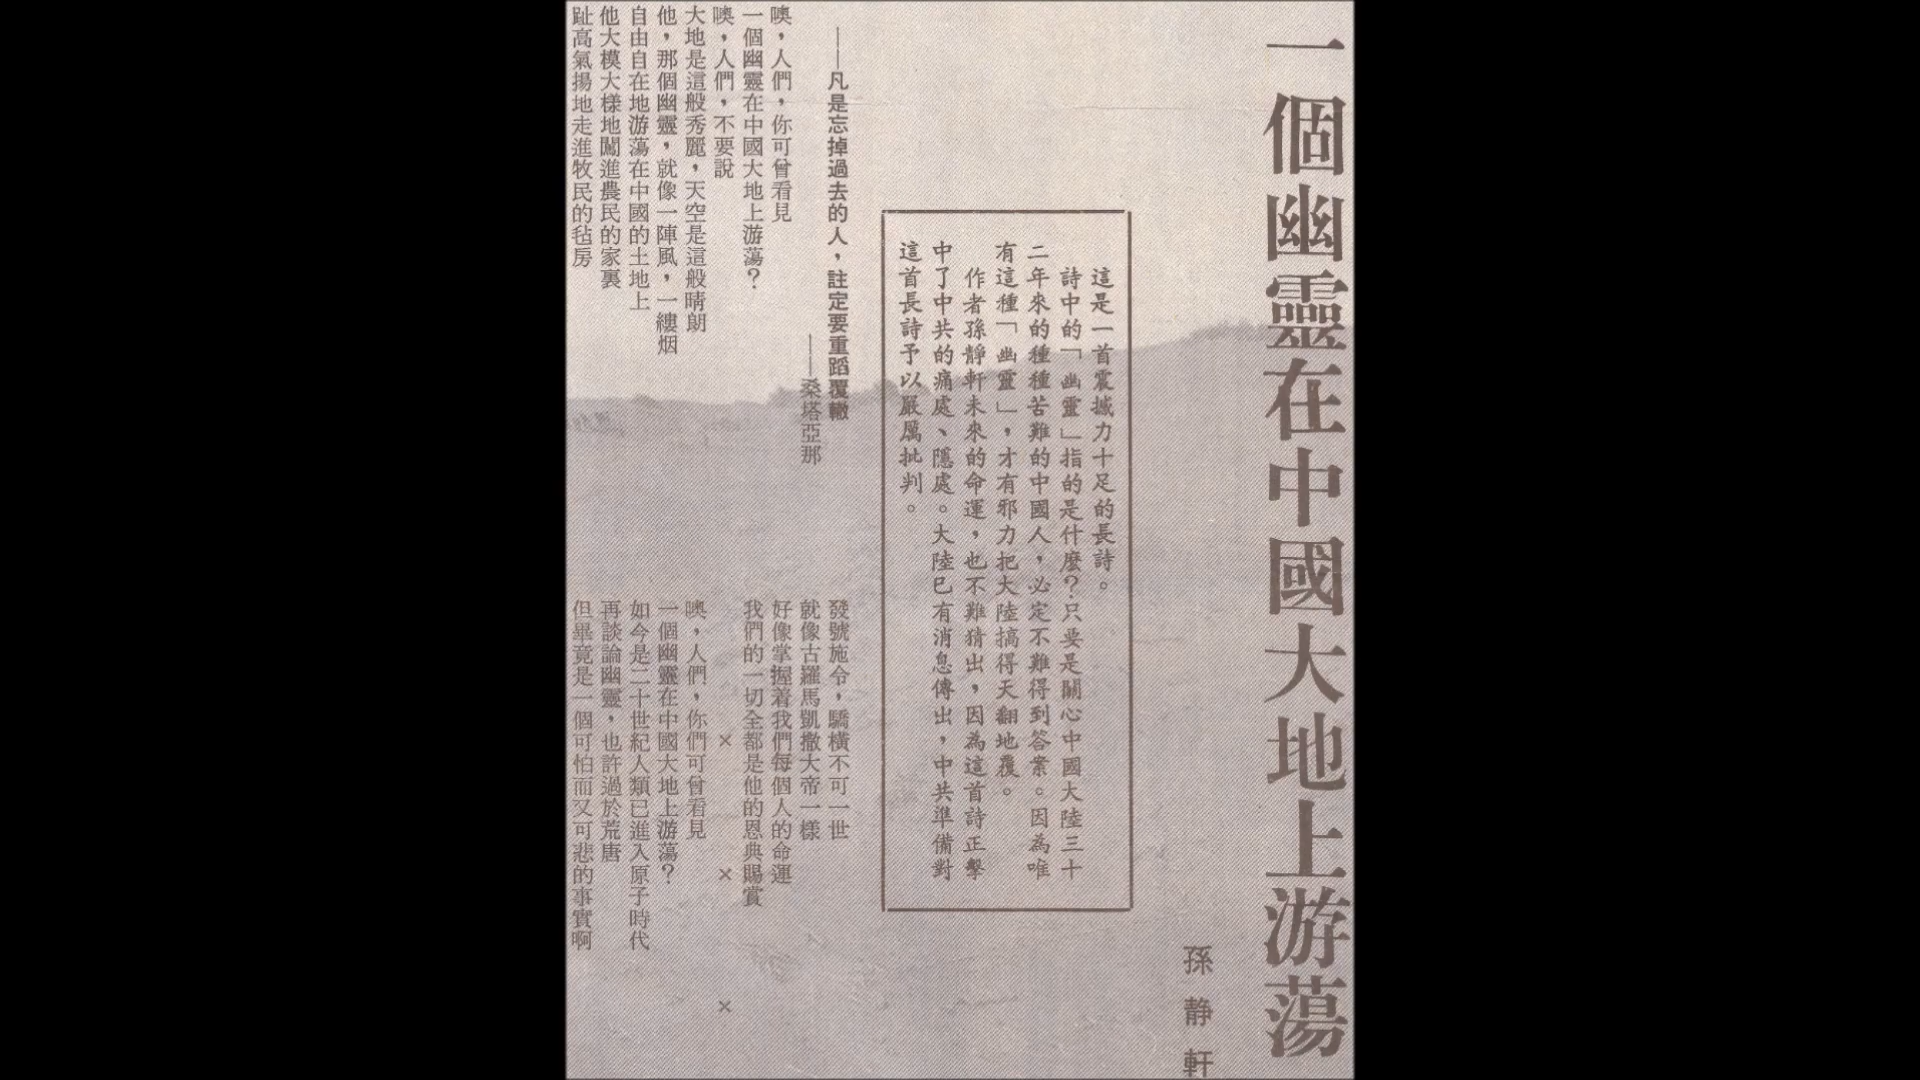 一個幽靈在中國大地上游蕩
孫靜軒
這是一首震撼力十足的長詩。
詩中的「幽靈」指的是什麼?只要是關心中國大陸三十
二年來的種種苦難的中國人，必定不難得到答案。因為唯
有這種「幽靈」，才有邪力把大陸搞得天翻地覆。
作者孫靜軒未來的命運，也不難猜出，因為這首詩正擊
中了中共的痛處、隱處。大陸已有消息傳出，中共準備對
這首長詩予以嚴厲批判。
——凡是忘掉過去的人，註定要重蹈覆轍
——桑塔亞那
噢，人們，你可曾看見
一個幽靈在中國大地上游蕩?
噢，人們，不要說
大地是這般秀麗，天空是這般晴朗
他，那個幽靈，就像一陣風，一縷烟
自由自在地游蕩在中國的土地上
他大模大樣地闖進農民的家裏
趾高氣揚地走進牧民的毡房
發號施令，驕橫不可一世
就像古羅馬凱撒大帝一樣
好像掌握着我們每個人的命運
我們的一切全都是他的恩典賜賞
× × ×
噢，人們，你們可曾看見
一個幽靈在中國大地上游蕩?
如今是二十世紀人類已進入原子時代
再談論幽靈，也許過於荒唐
但畢竟是一個可怕而又可悲的事實啊